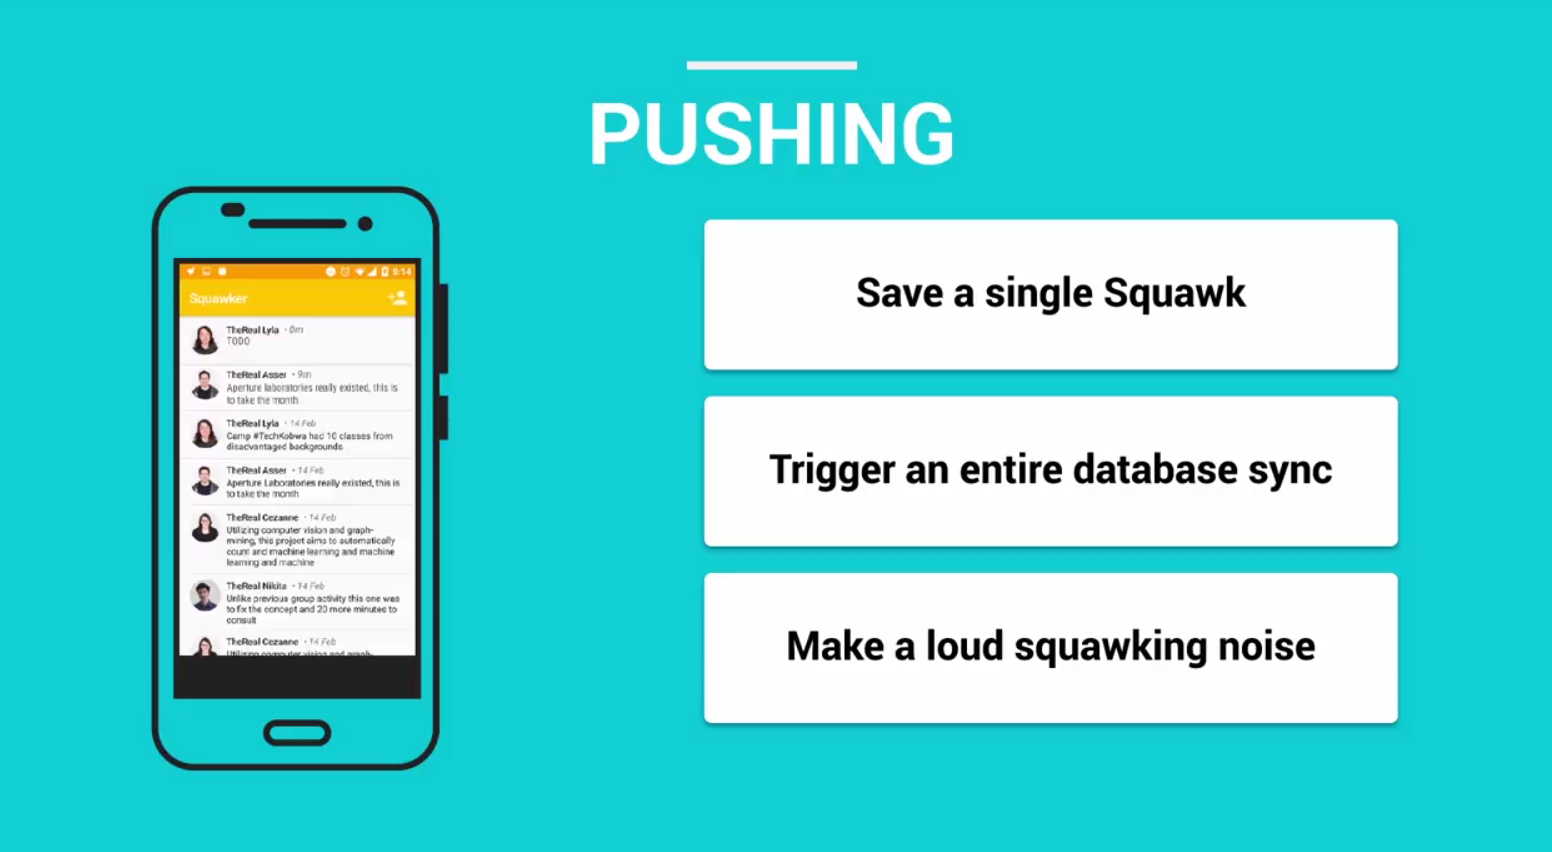 PUSHING
8:14
Squawker
TheReal Lyla • 0m
TODO
TheReal Asser • 9m
Aperture laboratories really existed, this is
to take the month
TheReal Lyla • 14 Feb
Camp #TechKobwa had 10 classes from
disadvantaged backgrounds
TheReal Asser • 14 Feb
Aperture Laboratories really existed, this is
to take the month
TheReal Cezanne • 14 Feb
Utilizing computer vision and graph-
mining, this project aims to automatically
count and machine learning and machine
learning and machine
TheReal Nikita • 14 Feb
Unlike previous group activity this one was
to fix the concept and 20 more minutes to
consult
TheReal Cezanne • 14 Feb
Utilizing computer vision and graph-
Save a single Squawk
Trigger an entire database sync
Make a loud squawking noise